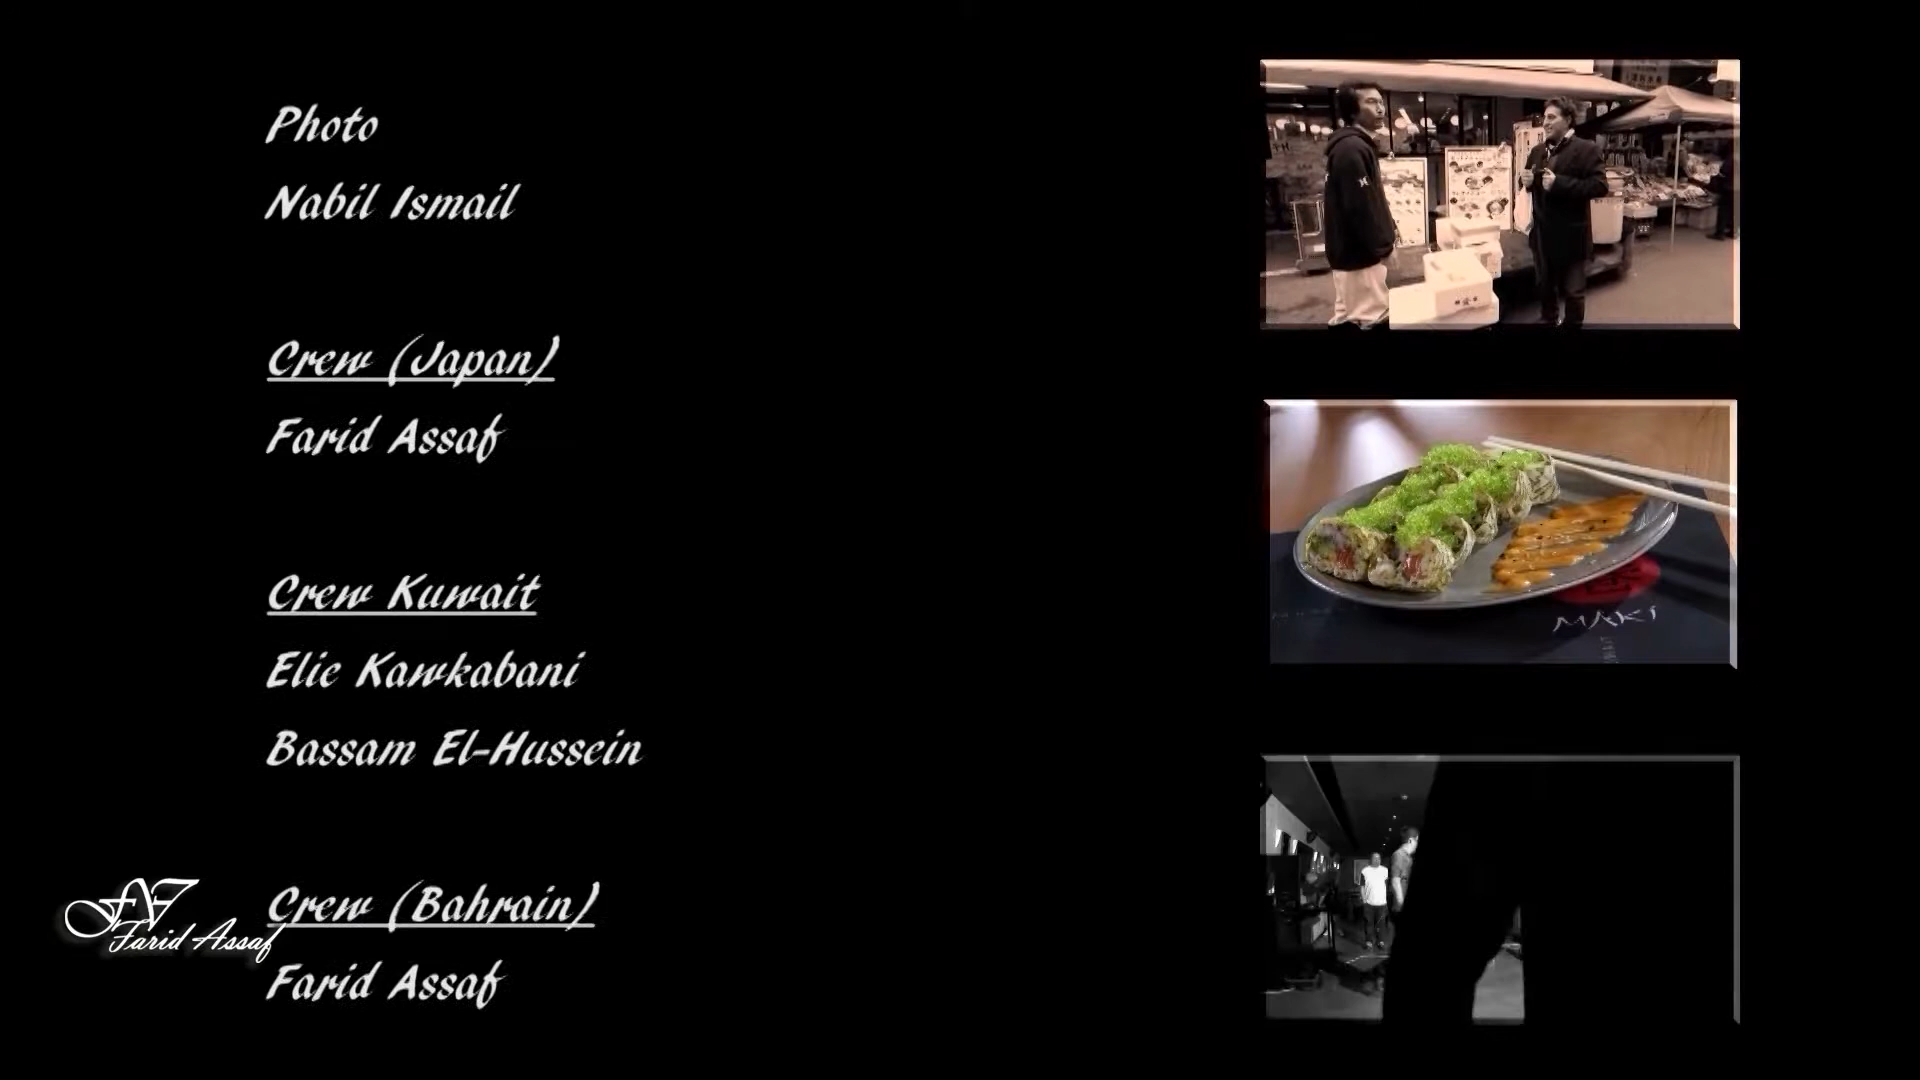 Photo
Nabil Ismail
Crew (Japan)
Farid Assaf
Crew Kuwait
Elie Kawkabani
Bassam El-Hussein
Crew (Bahrain)
Farid Assaf
Farid Assaf
MAKI